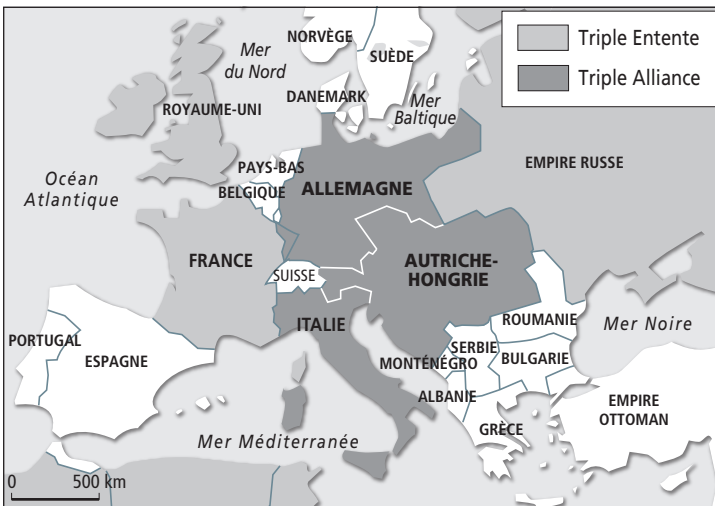 Triple Entente
Triple Alliance
NORVÈGE
SUÈDE
Mer
du Nord
DANEMARK
ROYAUME-UNI
Mer
Baltique
PAYS-BAS
BELGIQUE
ALLEMAGNE
EMPIRE RUSSE
Océan
Atlantique
FRANCE
SUISSE
AUTRICHE-
HONGRIE
ITALIE
ROUMANIE
Mer Noire
PORTUGAL
ESPAGNE
SERBIE
MONTÉNÉGRO
BULGARIE
ALBANIE
EMPIRE
OTTOMAN
GRÈCE
Mer Méditerranée
0 500 km